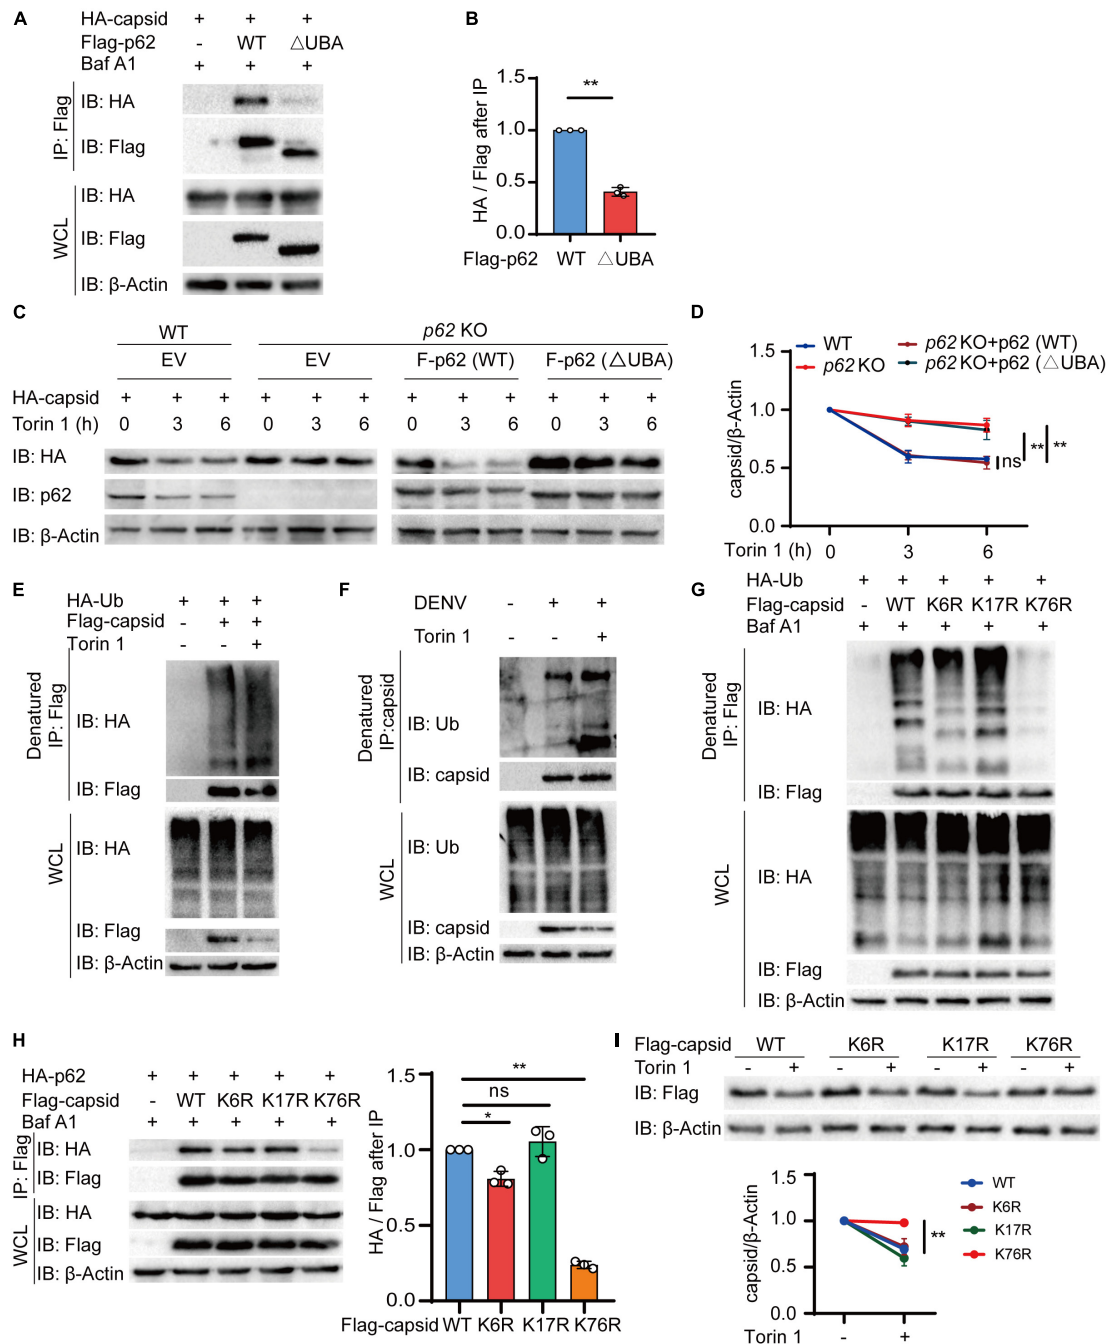 A
HA-capsid + + +
Flag-p62 - WT △UBA
Baf A1 + + +
IP: Flag
IB: HA
IB: Flag
WCL
IB: HA
IB: Flag
IB: β-Actin
B
HA / Flag after IP
1.5
1.0
0.5
0.0
**
Flag-p62 WT △UBA
C
WT p62 KO
EV EV F-p62 (WT) F-p62 (△UBA)
HA-capsid + + + + + + + + + + + +
Torin 1 (h) 0 3 6 0 3 6 0 3 6 0 3 6
IB: HA
IB: p62
IB: β-Actin
D
WT p62 KO+p62 (WT)
p62 KO p62 KO+p62 (△UBA)
capsid/β-Actin
1.5
1.0
0.5
0.0
ns ** **
Torin 1 (h) 0 3 6
E
HA-Ub + + +
Flag-capsid - + +
Torin 1 - - +
Denatured IP: Flag
IB: HA
IB: Flag
WCL
IB: HA
IB: Flag
IB: β-Actin
F
DENV - + +
Torin 1 - - +
Denatured IP:capsid
IB: Ub
IB: capsid
WCL
IB: Ub
IB: capsid
IB: β-Actin
G
HA-Ub + + + + +
Flag-capsid - WT K6R K17R K76R
Baf A1 + + + + +
Denatured IP: Flag
IB: HA
IB: Flag
WCL
IB: HA
IB: Flag
IB: β-Actin
H
HA-p62 + + + + +
Flag-capsid - WT K6R K17R K76R
Baf A1 + + + + +
IP: Flag
IB: HA
IB: Flag
WCL
IB: HA
IB: Flag
IB: β-Actin
HA / Flag after IP
1.5
1.0
0.5
0.0
**
ns
*
Flag-capsid WT K6R K17R K76R
I
Flag-capsid WT K6R K17R K76R
Torin 1 - + - + - + - +
IB: Flag
IB: β-Actin
capsid/β-Actin
1.5
1.0
0.5
0.0
**
WT
K6R
K17R
K76R
Torin 1 - +